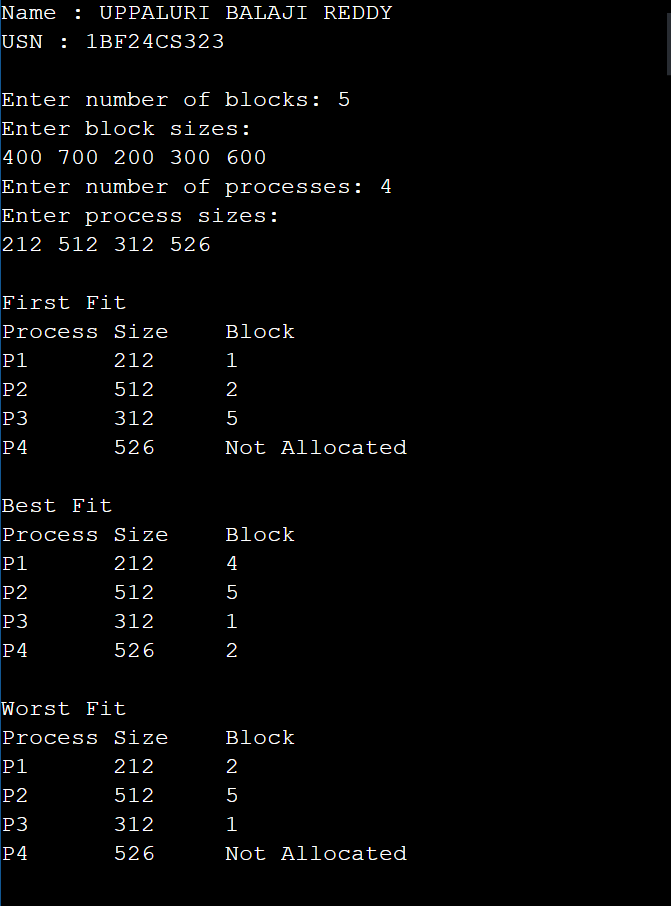 Name : UPPALURI BALAJI REDDY
USN : 1BF24CS323
Enter number of blocks: 5
Enter block sizes:
400 700 200 300 600
Enter number of processes: 4
Enter process sizes:
212 512 312 526
First Fit
Process Size    Block
P1      212     1
P2      512     2
P3      312     5
P4      526     Not Allocated
Best Fit
Process Size    Block
P1      212     4
P2      512     5
P3      312     1
P4      526     2
Worst Fit
Process Size    Block
P1      212     2
P2      512     5
P3      312     1
P4      526     Not Allocated